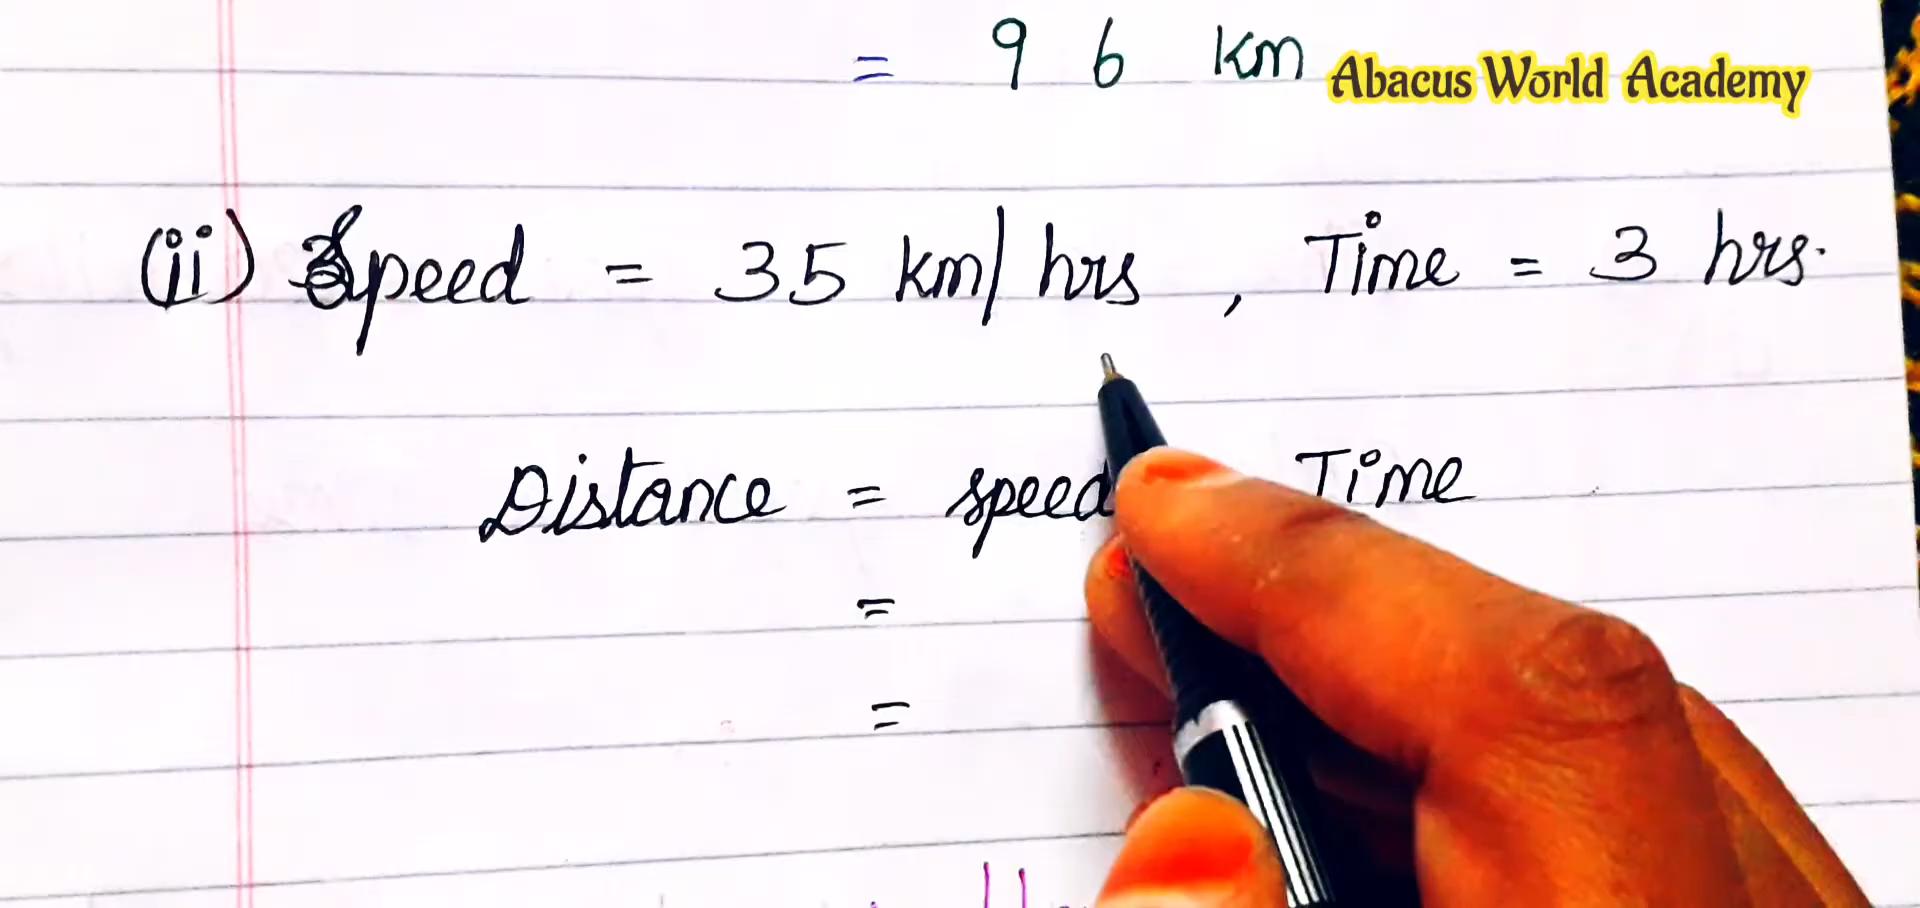 = 96 km
Abacus World Academy
(ii) Speed = 35 km/hrs, Time = 3 hrs.
Distance = speed Time
=
=